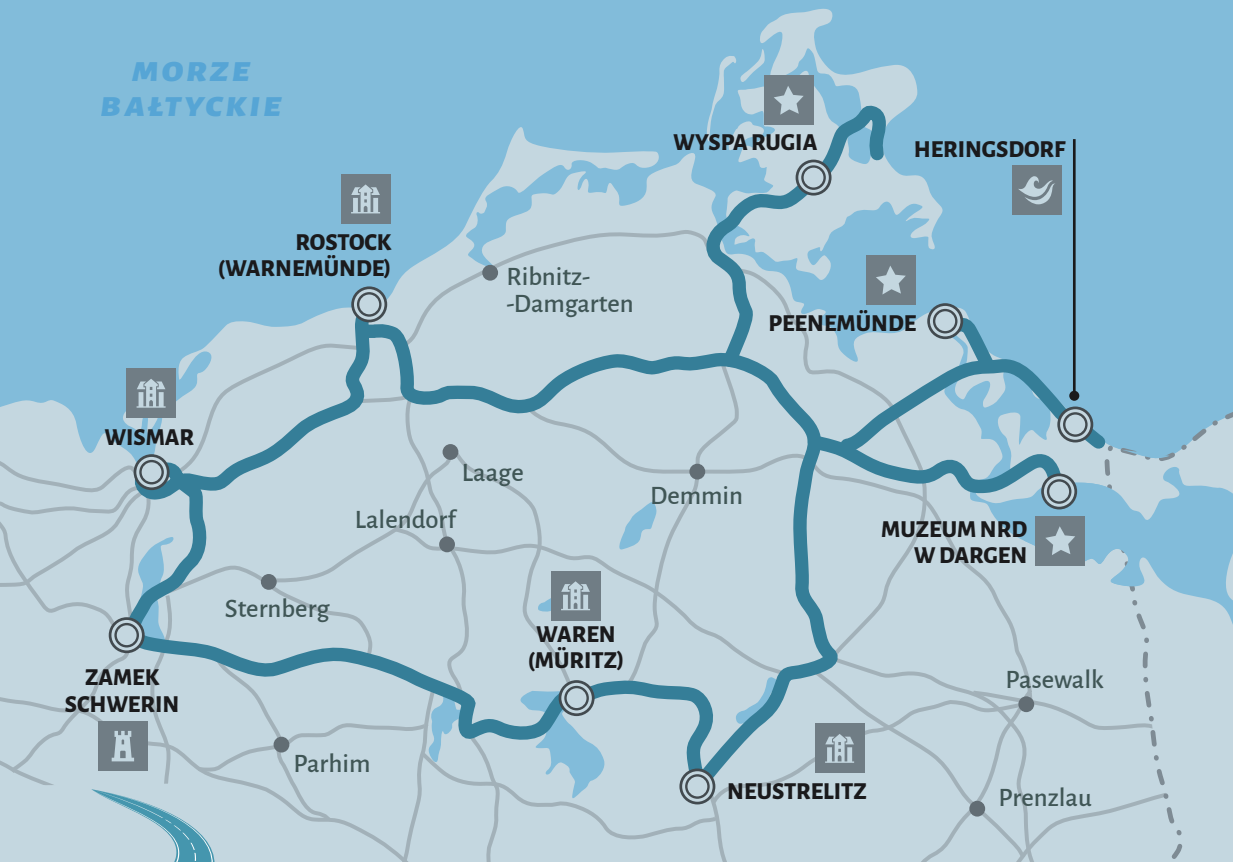 MORZE
BAŁTYCKIE
WYSPA RUGIA
HERINGSDORF
ROSTOCK
(WARNEMÜNDE)
Ribnitz-
-Damgarten
PEENEMÜNDE
WISMAR
Laage
Demmin
Lalendorf
MUZEUM NRD
W DARGEN
Sternberg
WAREN
(MÜRITZ)
ZAMEK
SCHWERIN
Pasewalk
Parhim
NEUSTRELITZ
Prenzlau